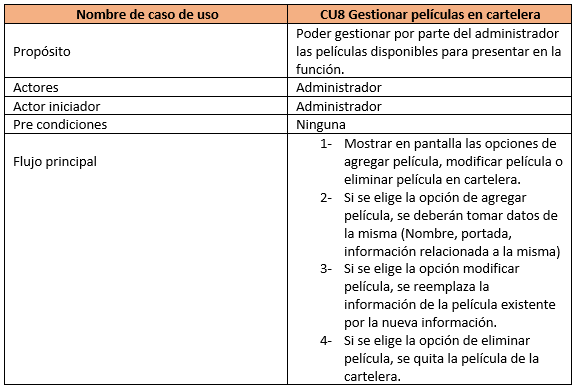 Nombre de caso de uso
CU8 Gestionar películas en cartelera
Propósito
Poder gestionar por parte del administrador
las películas disponibles para presentar en la
función.
Actores
Administrador
Actor iniciador
Administrador
Pre condiciones
Ninguna
Flujo principal
1- Mostrar en pantalla las opciones de
agregar película, modificar película o
eliminar película en cartelera.
2- Si se elige la opción de agregar
película, se deberán tomar datos de
la misma (Nombre, portada,
información relacionada a la misma)
3- Si se elige la opción modificar
película, se reemplaza la
información de la película existente
por la nueva información.
4- Si se elige la opción de eliminar
película, se quita la película de la
cartelera.